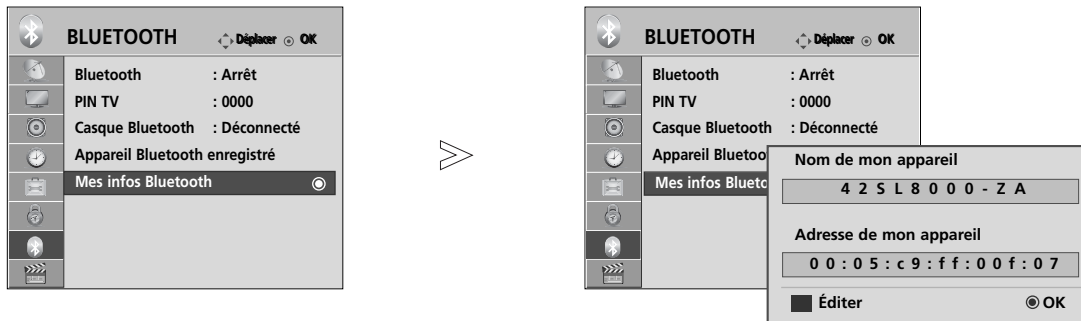 BLUETOOTH Déplacer OK
Bluetooth : Arrêt
PIN TV : 0000
Casque Bluetooth : Déconnecté
Appareil Bluetooth enregistré
Mes infos Bluetooth
BLUETOOTH Déplacer OK
Bluetooth : Arrêt
PIN TV : 0000
Casque Bluetooth : Déconnecté
Appareil Bluetoo
Mes infos Bluetc
Nom de mon appareil
42SL8000-ZA
Adresse de mon appareil
00:05:c9:ff:00f:07
Éditer OK